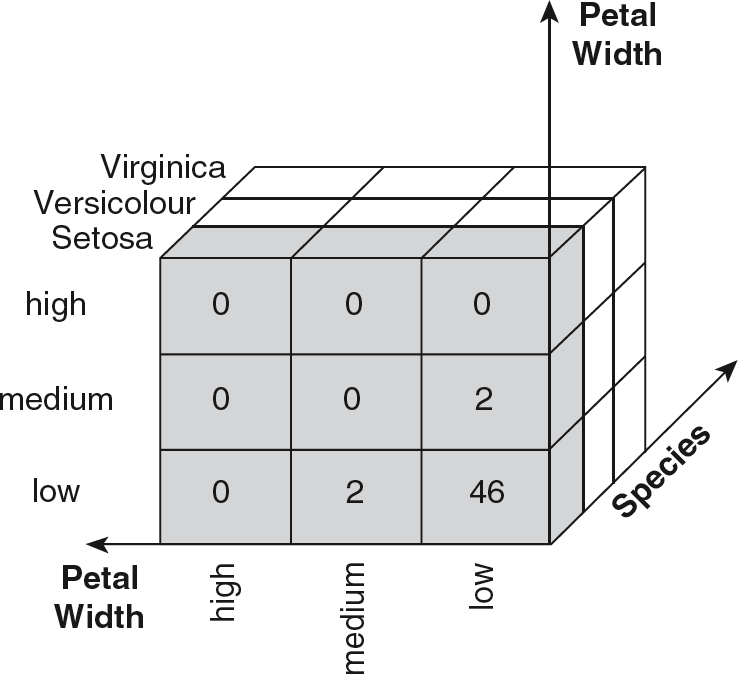 Petal
Width
Virginica
Versicolour
Setosa
high
0 0 0
medium
0 0 2
low
0 2 46
Species
Petal
Width
high
medium
low